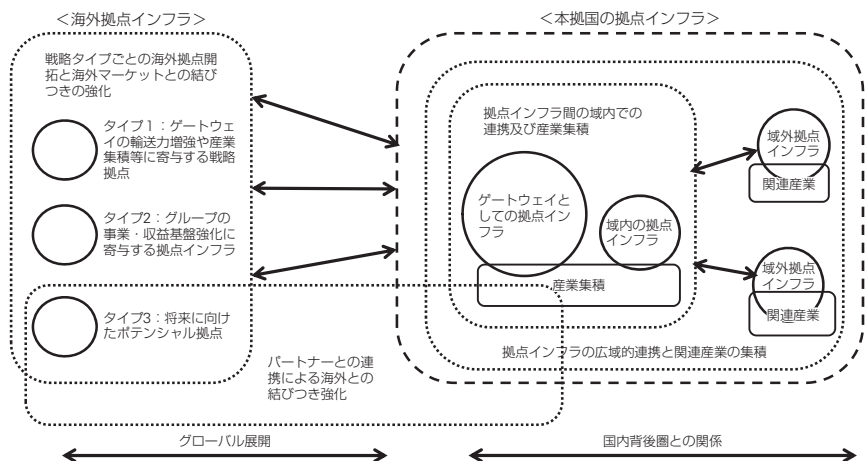 ＜海外拠点インフラ＞
戦略タイプごとの海外拠点開
拓と海外マーケットとの結び
つきの強化
タイプ1：ゲートウェ
イの輸送力増強や産業
集積等に寄与する戦略
拠点
タイプ2：グループの
事業・収益基盤強化に
寄与する拠点インフラ
タイプ3：将来に向け
たポテンシャル拠点
パートナーとの連
携による海外との
結びつき強化
グローバル展開
＜本拠国の拠点インフラ＞
拠点インフラ間の域内での
連携及び産業集積
ゲートウェイと
しての拠点イン
フラ
域内の拠点
インフラ
産業集積
域外拠点
インフラ
関連産業
域外拠点
インフラ
関連産業
拠点インフラの広域的連携と関連産業の集積
国内背後圏との関係